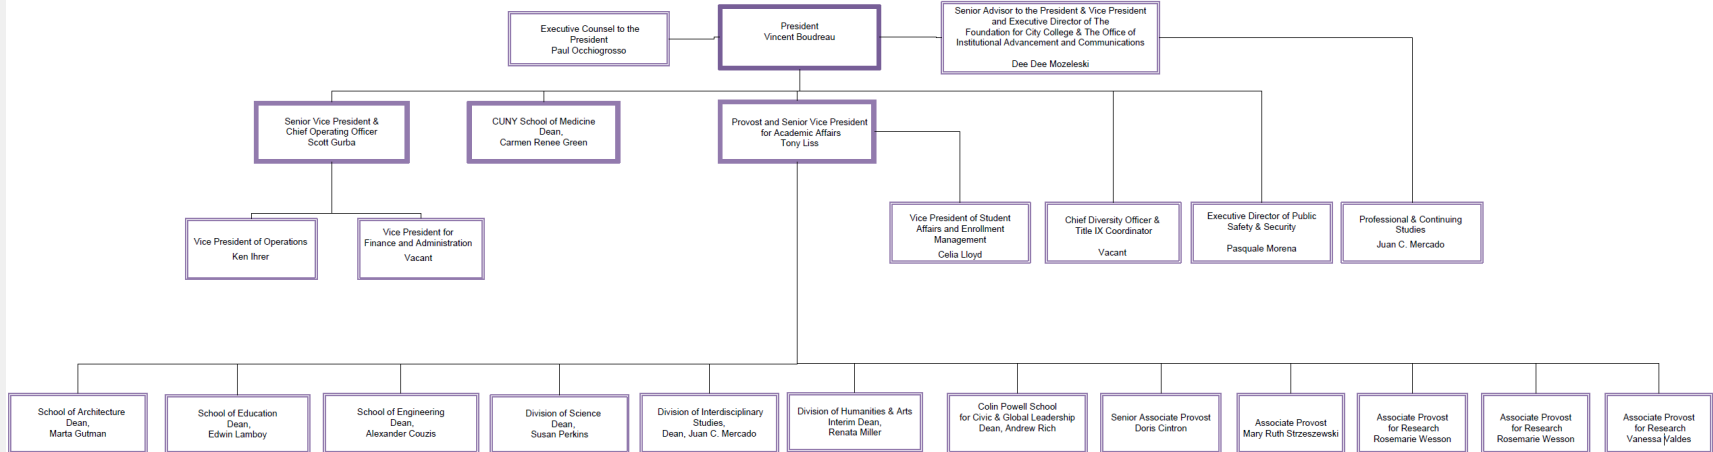 Executive Counsel to the
President
Paul Occhiogrosso
President
Vincent Boudreau
Senior Advisor to the President & Vice President
and Executive Director of The
Foundation for City College & The Office of
Institutional Advancement and Communications
Dee Dee Mozeleski
Senior Vice President &
Chief Operating Officer
Scott Gurba
CUNY School of Medicine
Dean,
Carmen Renee Green
Provost and Senior Vice President
for Academic Affairs
Tony Liss
Vice President of Operations
Ken Ihrer
Vice President for
Finance and Administration
Vacant
Vice President of Student
Affairs and Enrollment
Management
Celia Lloyd
Chief Diversity Officer &
Title IX Coordinator
Vacant
Executive Director of Public
Safety & Security
Pasquale Morena
Professional & Continuing
Studies
Juan C. Mercado
School of Architecture
Dean,
Marta Gutman
School of Education
Dean,
Edwin Lamboy
School of Engineering
Dean,
Alexander Couzis
Division of Science
Dean,
Susan Perkins
Division of Interdisciplinary
Studies,
Dean, Juan C. Mercado
Division of Humanities & Arts
Interim Dean,
Renata Miller
Colin Powell School
for Civic & Global Leadership
Dean, Andrew Rich
Senior Associate Provost
Doris Cintron
Associate Provost
Mary Ruth Strzeszewski
Associate Provost
for Research
Rosemarie Wesson
Associate Provost
for Research
Rosemarie Wesson
Associate Provost
for Research
Vanessa Valdes